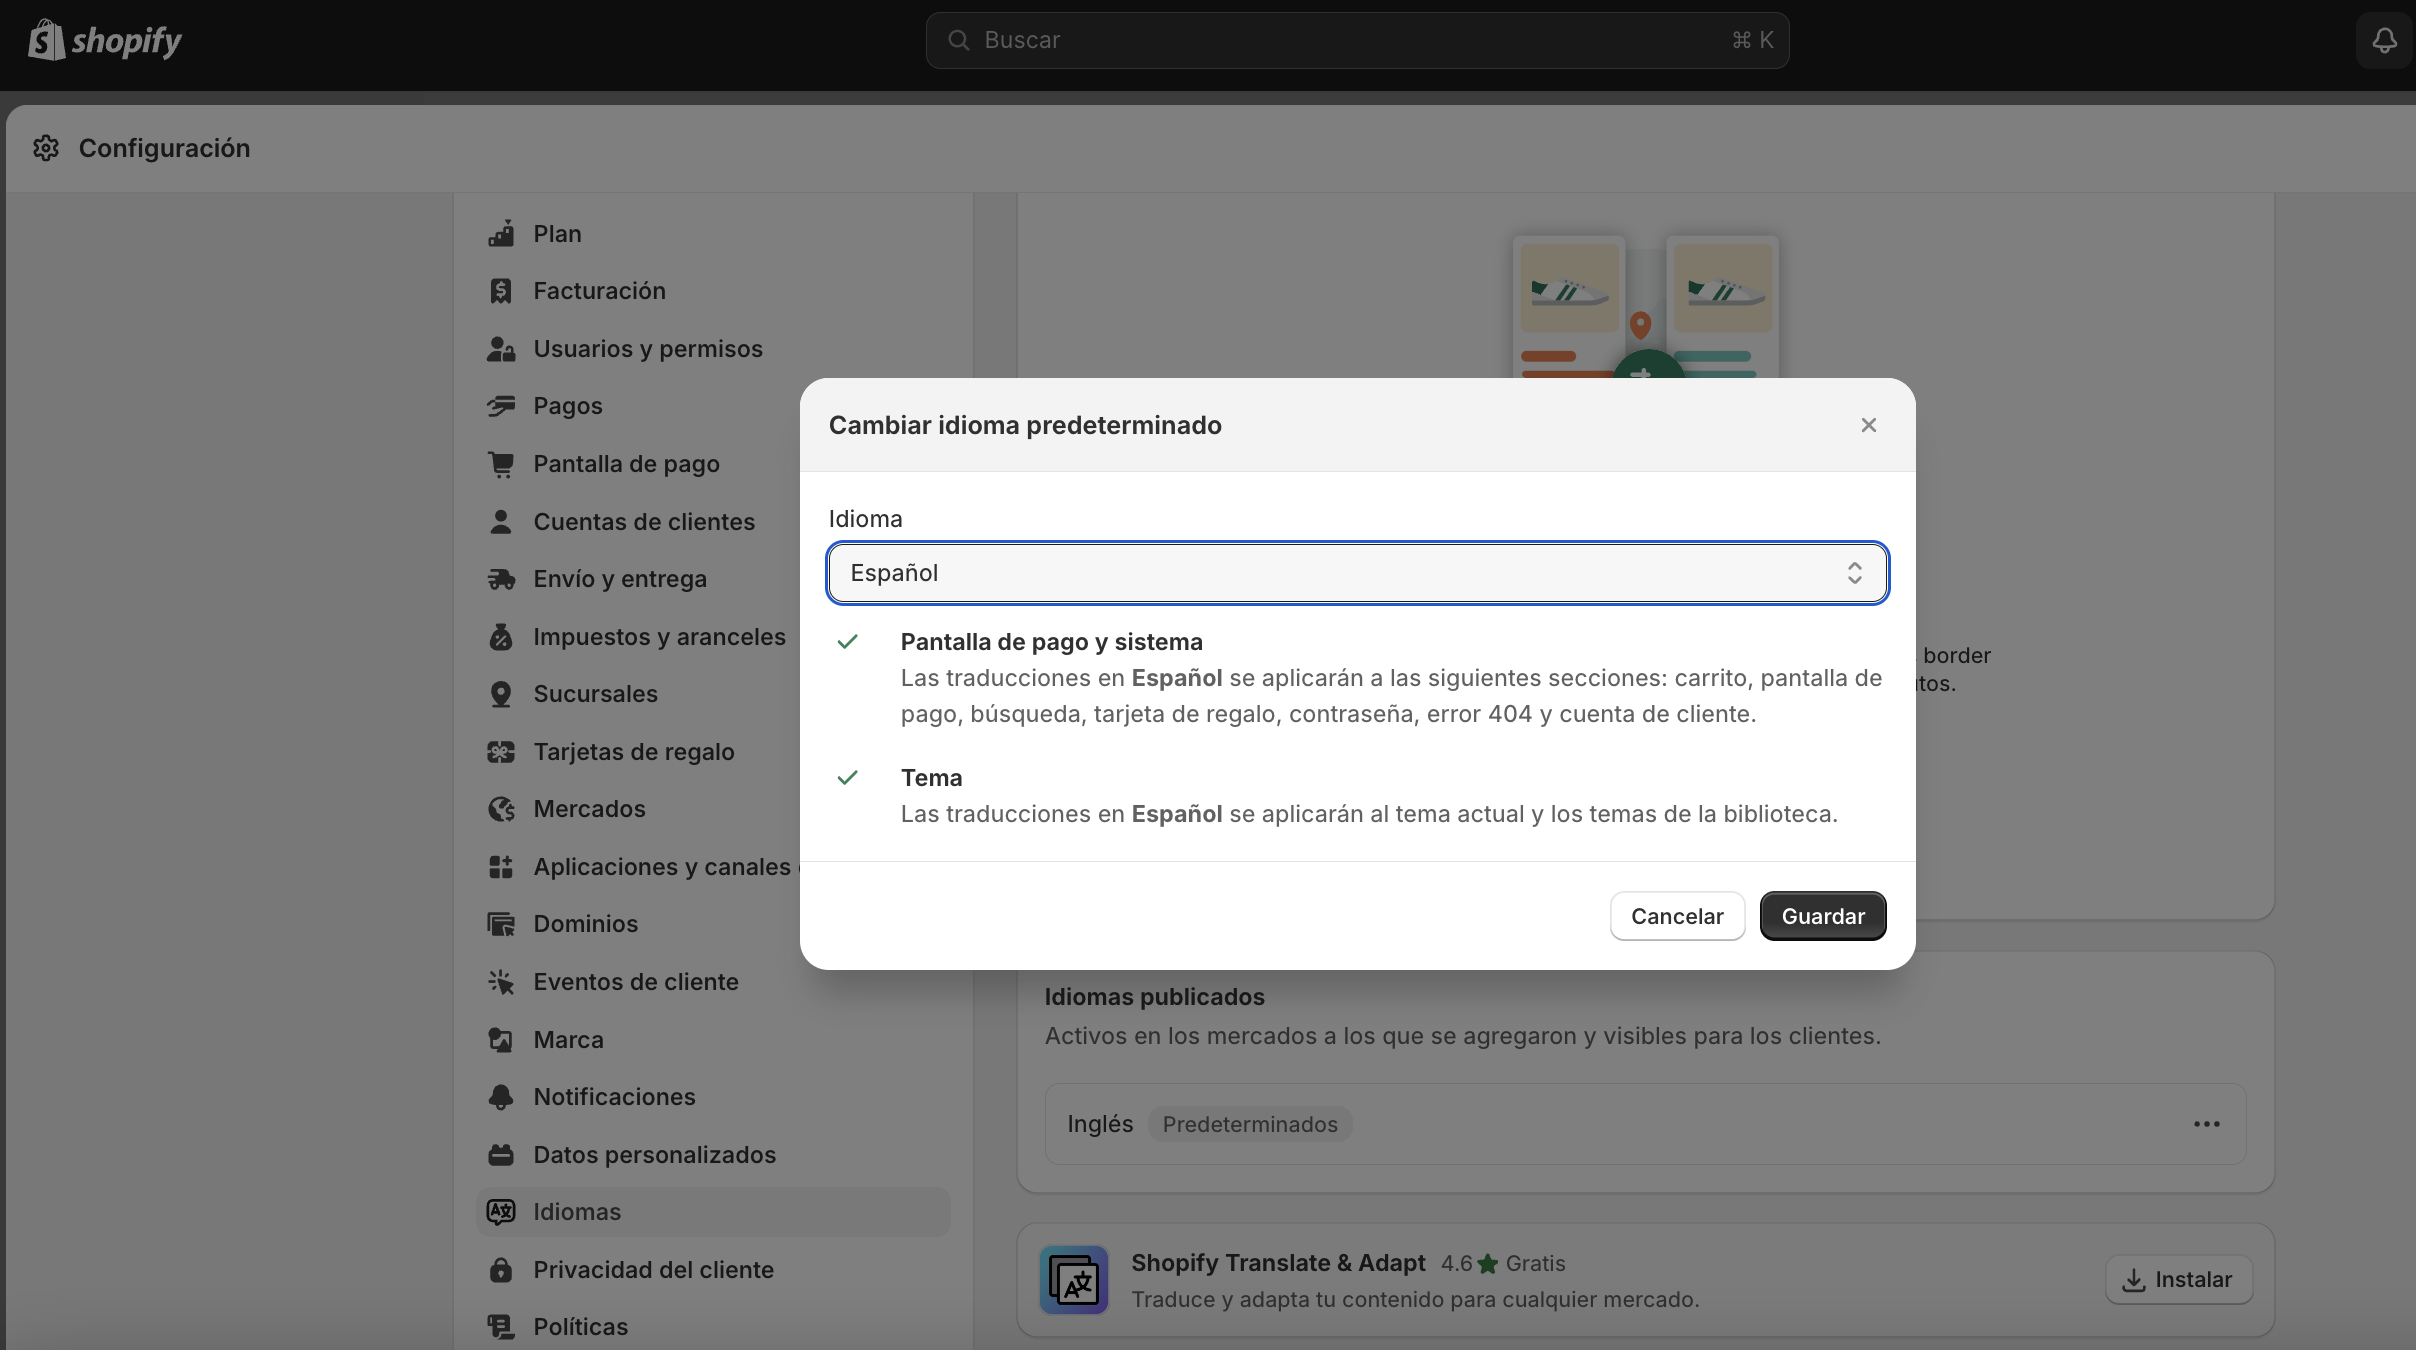 shopify
Buscar
⌘ K
Configuración
Plan
Facturación
Usuarios y permisos
Pagos
Pantalla de pago
Cuentas de clientes
Envío y entrega
Impuestos y aranceles
Sucursales
Tarjetas de regalo
Mercados
Aplicaciones y canales
Dominios
Eventos de cliente
Marca
Notificaciones
Datos personalizados
Idiomas
Privacidad del cliente
Políticas
Cambiar idioma predeterminado
Idioma
Español
Pantalla de pago y sistema
Las traducciones en Español se aplicarán a las siguientes secciones: carrito, pantalla de
pago, búsqueda, tarjeta de regalo, contraseña, error 404 y cuenta de cliente.
Tema
Las traducciones en Español se aplicarán al tema actual y los temas de la biblioteca.
Cancelar
Guardar
border
Idiomas publicados
Activos en los mercados a los que se agregaron y visibles para los clientes.
Inglés
Predeterminados
Shopify Translate & Adapt 4.6 Gratis
Traduce y adapta tu contenido para cualquier mercado.
Instalar